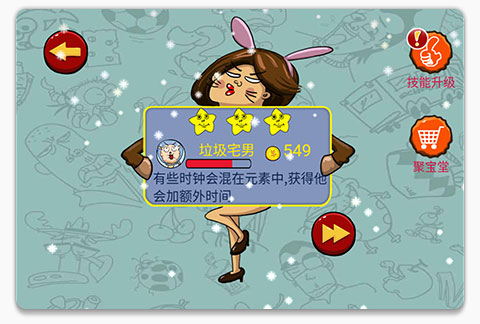 技能升级
垃圾宅男
549
聚宝堂
有些时钟会混在元素中,获得他
会加额外时间